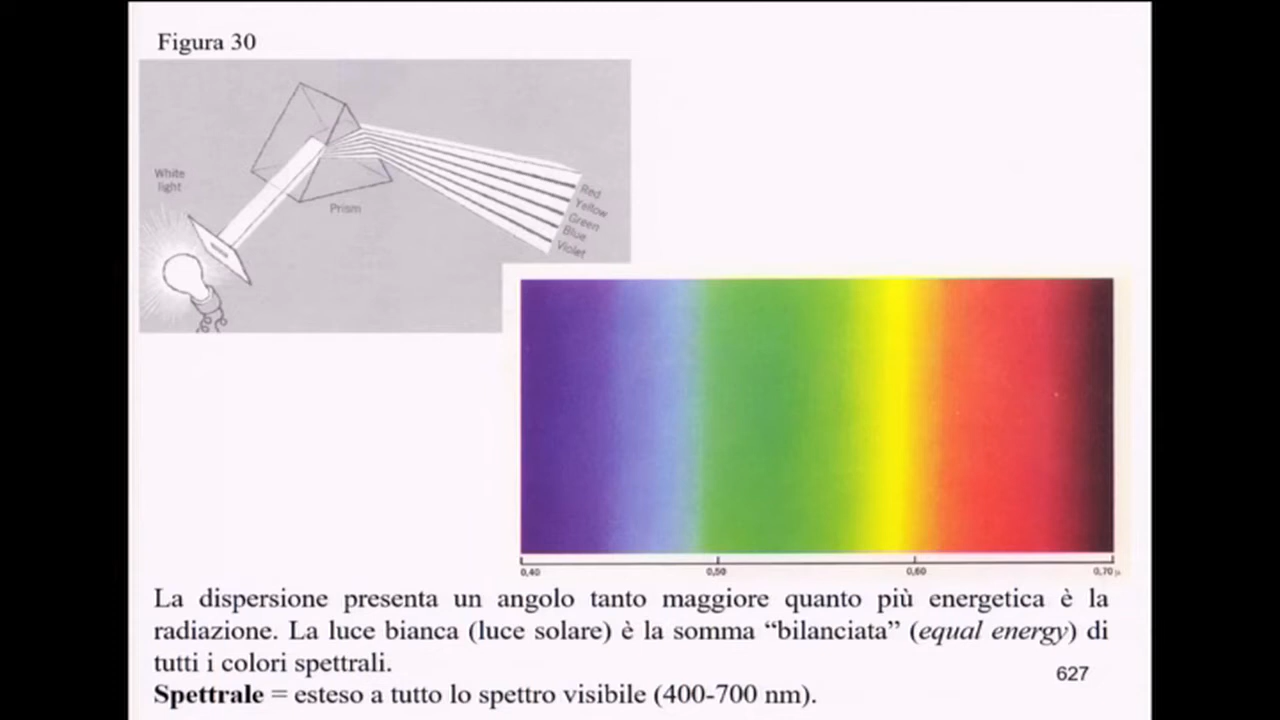 Figura 30
White
light
Prism
Red
Yellow
Green
Blue
Violet
0,40 0,50 0,60 0,70 µ
La dispersione presenta un angolo tanto maggiore quanto più energetica è la
radiazione. La luce bianca (luce solare) è la somma “bilanciata” (equal energy) di
tutti i colori spettrali.
627
Spettrale = esteso a tutto lo spettro visibile (400-700 nm).